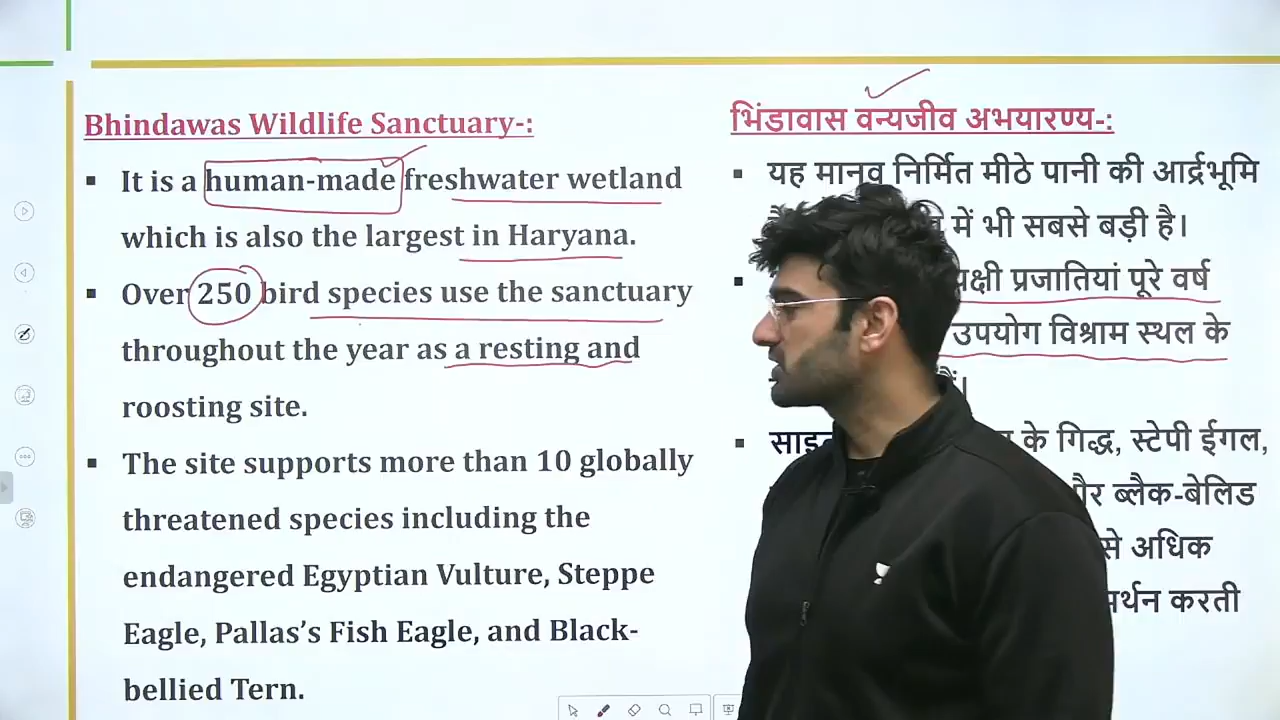 Bhindawas Wildlife Sanctuary-:
▪ It is a human-made freshwater wetland
which is also the largest in Haryana.
▪ Over 250 bird species use the sanctuary
throughout the year as a resting and
roosting site.
▪ The site supports more than 10 globally
threatened species including the
endangered Egyptian Vulture, Steppe
Eagle, Pallas's Fish Eagle, and Black-
bellied Tern.
भिंडावास वन्यजीव अभयारण्य-:
▪ यह मानव निर्मित मीठे पानी की आर्द्रभूमि
में भी सबसे बड़ी है।
▪ पक्षी प्रजातियां पूरे वर्ष
उपयोग विश्राम स्थल के
▪ के गिद्ध, स्टेपी ईगल,
ब्लैक-बेलिड
से अधिक
करती